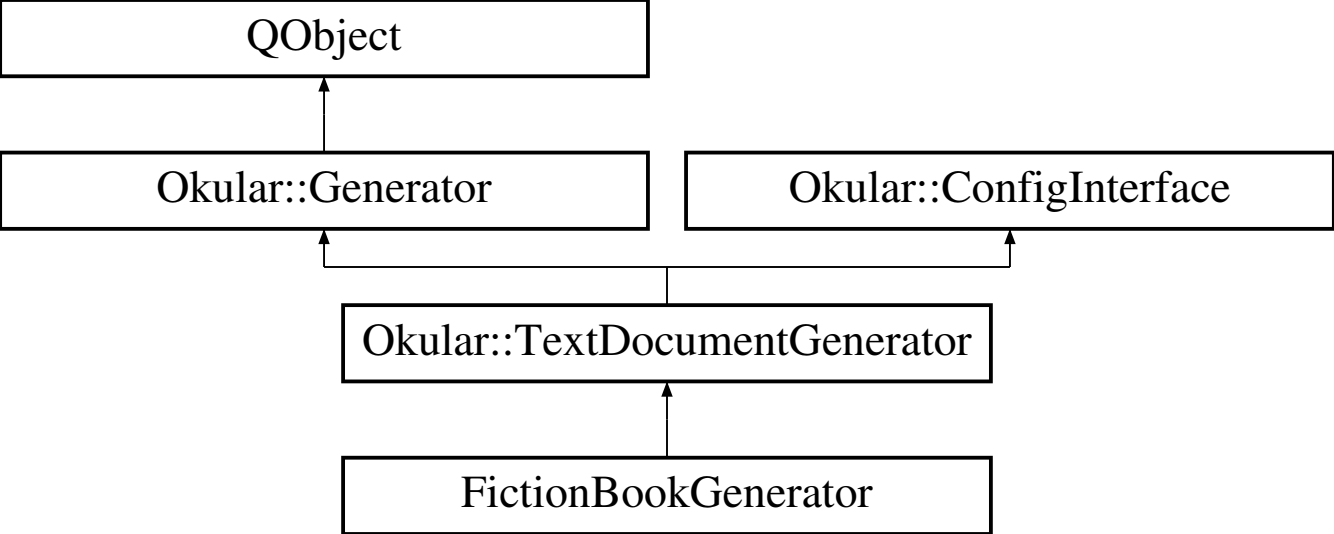 QObject
Okular::Generator
Okular::ConfigInterface
Okular::TextDocumentGenerator
FictionBookGenerator